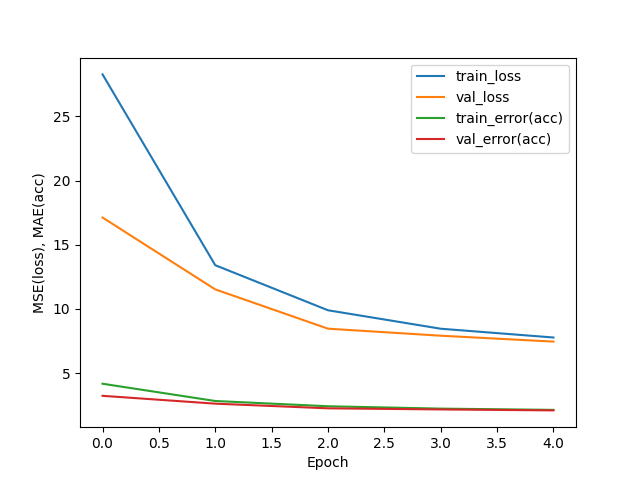 train_loss
val_loss
train_error(acc)
val_error(acc)
MSE(loss), MAE(acc)
25
20
15
10
5
0.0 0.5 1.0 1.5 2.0 2.5 3.0 3.5 4.0
Epoch